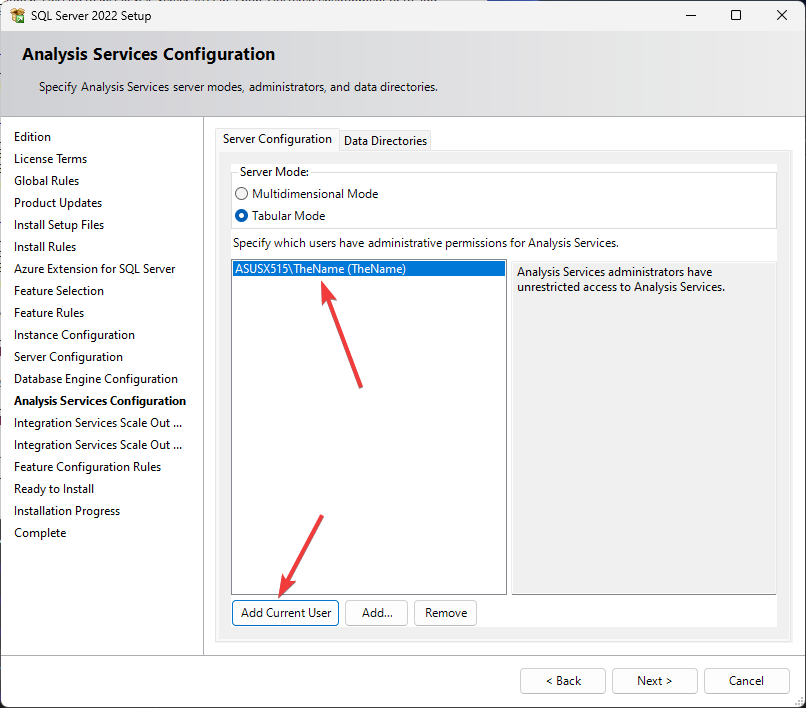 SQL Server 2022 Setup
Analysis Services Configuration
Specify Analysis Services server modes, administrators, and data directories.
Edition
License Terms
Global Rules
Product Updates
Install Setup Files
Install Rules
Azure Extension for SQL Server
Feature Selection
Feature Rules
Instance Configuration
Server Configuration
Database Engine Configuration
Analysis Services Configuration
Integration Services Scale Out ...
Integration Services Scale Out ...
Feature Configuration Rules
Ready to Install
Installation Progress
Complete
Server Configuration Data Directories
Server Mode:
Multidimensional Mode
Tabular Mode
Specify which users have administrative permissions for Analysis Services.
ASUSX515\TheName (TheName)
Analysis Services administrators have
unrestricted access to Analysis Services.
Add Current User Add... Remove
< Back Next > Cancel